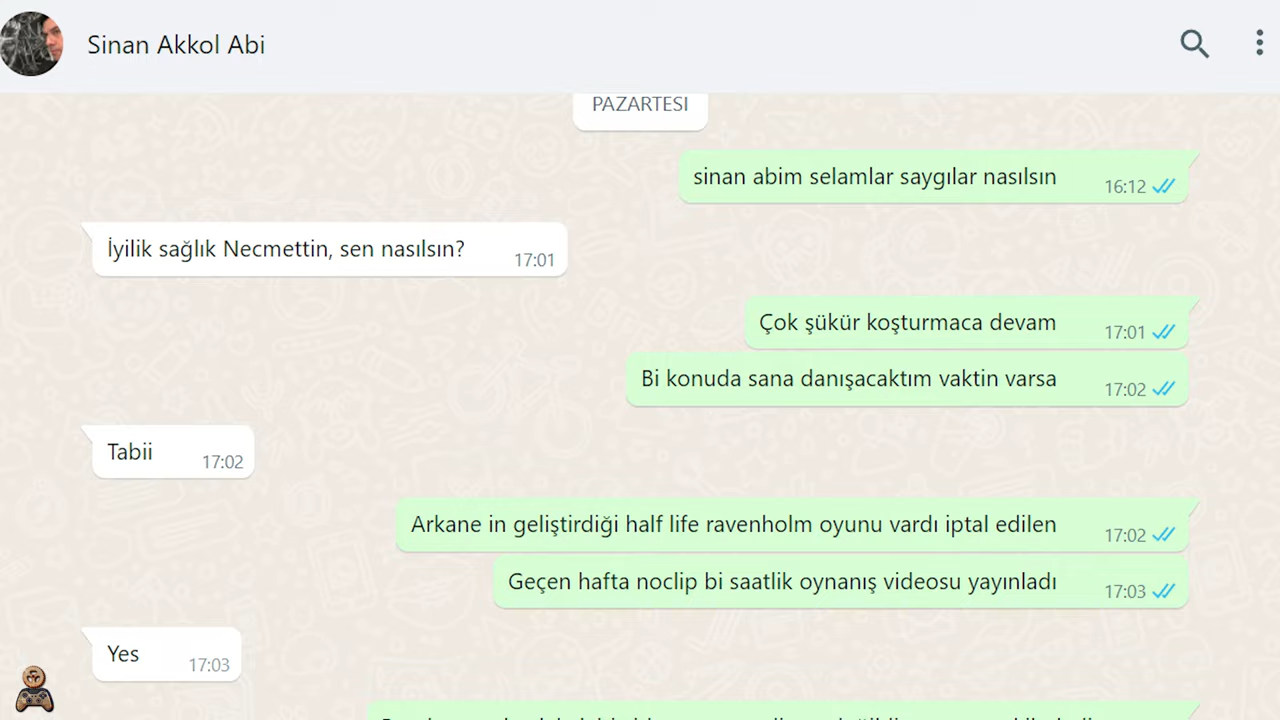 Sinan Akkol Abi
PAZARTESI
sinan abim selamlar saygılar nasılsın
16:12
İyilik sağlık Necmettin, sen nasılsın?
17:01
Çok şükür koşturmaca devam
17:01
Bi konuda sana danışacaktım vaktin varsa
17:02
Tabii
17:02
Arkane in geliştirdiği half life ravenholm oyunu vardı iptal edilen
17:02
Geçen hafta noclip bi saatlik oynanış videosu yayınladı
17:03
Yes
17:03